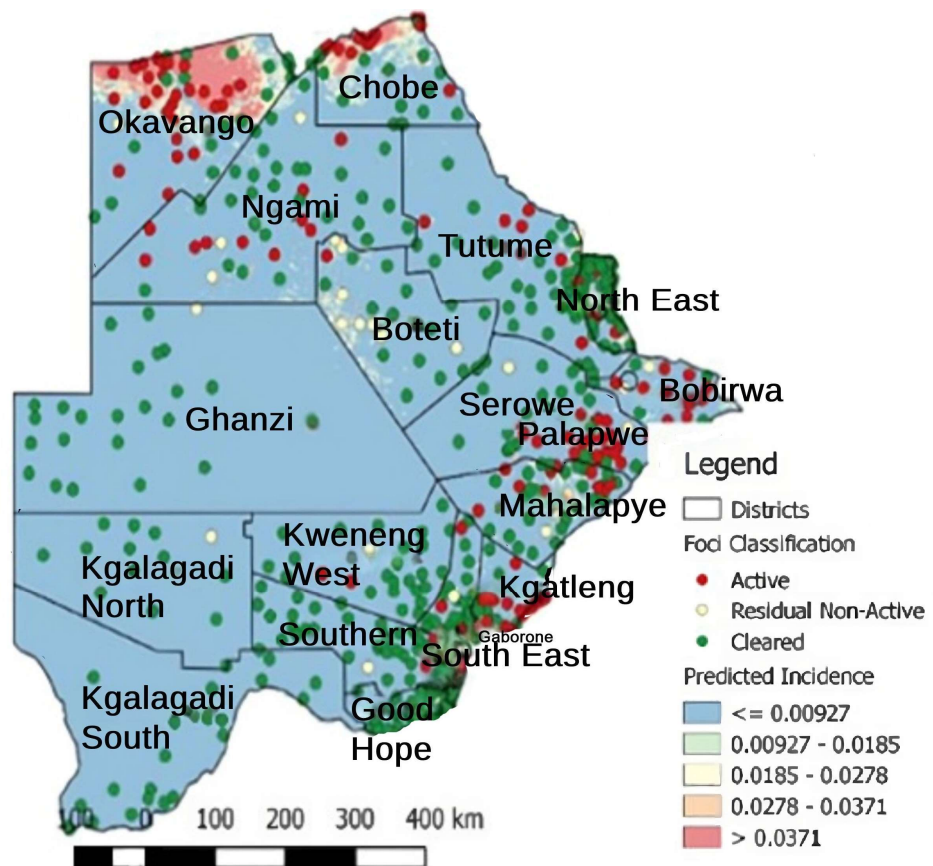 Chobe
Okavango
Ngami
Tutume
North East
Boteti
Bobirwa
Ghanzi
Serowe
Palapwe
Mahalapye
Kweneng
West
Kgalagadi
North
Kgatleng
Southern
Gaborone
South East
Kgalagadi
South
Good
Hope
Legend
Districts
Foci Classification
Active
Residual Non-Active
Cleared
Predicted Incidence
<= 0.00927
0.00927 - 0.0185
0.0185 - 0.0278
0.0278 - 0.0371
> 0.0371
100 0 100 200 300 400 km